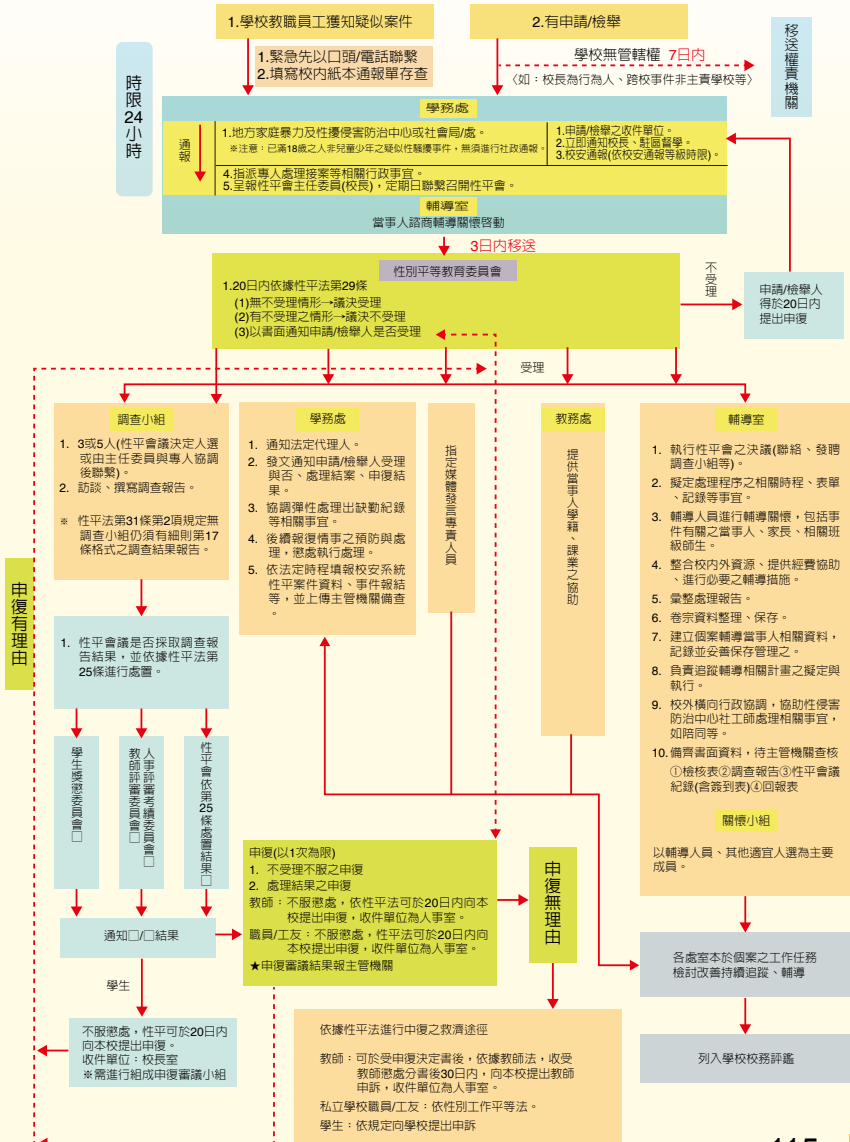 1.學校教職員工獲知疑似案件
2.有申請/檢舉
時限24小時
1.緊急先以口頭/電話聯繫
2.填寫校內紙本通報單存查
學校無管轄權 7日內
〈如:校長為行為人、跨校事件非主責學校等〉
移送權責機關
學務處
通報
1.地方家庭暴力及性擾侵害防治中心或社會局/處。
※注意:已滿18歲之人非兒童少年之疑似性騷擾事件,無須進行社政通報。
1.申請/檢舉之收件單位。
2.立即通知校長、駐區督學。
3.校安通報(依校安通報等級時限)。
4.指派專人處理接案等相關行政事宜。
5.呈報性平會主任委員(校長),定期日聯繫召開性平會。
輔導室
當事人諮商輔導關懷啓動
3日內移送
性別平等教育委員會
1.20日內依據性平法第29條
(1)無不受理情形→議決受理
(2)有不受理之情形→議決不受理
(3)以書面通知申請/檢舉人是否受理
不受理
申請/檢舉人
得於20日內
提出申復
受理
調查小組
1. 3或5人(性平會議決定人選
或由主任委員與專人協調
後聯繫)。
2. 訪談、撰寫調查報告。
※ 性平法第31條第2項規定無
調查小組仍須有細則第17
條格式之調查結果報告。
學務處
1. 通知法定代理人。
2. 發文通知申請/檢舉人受理
與否、處理結案、申復結
果。
3. 協調彈性處理出缺勤紀錄
等相關事宜。
4. 後續報復情事之預防與處
理,懲處執行處理。
5. 依法定時程填報校安系統
性平案件資料、事件報結
等,並上傳主管機關備查
。
指定媒體發言專責人員
教務處
提供當事人學籍、課業之協助
輔導室
1. 執行性平會之決議(聯絡、發聘
調查小組等)。
2. 擬定處理程序之相關時程、表單
、記錄等事宜。
3. 輔導人員進行輔導關懷,包括事
件有關之當事人、家長、相關班
級師生。
4. 整合校內外資源、提供經費協助
、進行必要之輔導措施。
5. 彙整處理報告。
6. 卷宗資料整理、保存。
7. 建立個案輔導當事人相關資料,
記錄並妥善保存管理之。
8. 負責追蹤輔導相關計畫之擬定與
執行。
9. 校外橫向行政協調,協助性侵害
防治中心社工師處理相關事宜,
如陪同等。
10. 備齊書面資料,待主管機關查核
①檢核表②調查報告③性平會議
紀錄(含簽到表)④回報表
關懷小組
以輔導人員、其他適宜人選為主要
成員。
申復有理由
1. 性平會議是否採取調查報
告結果,並依據性平法第
25條進行處置。
學生獎懲委員會□
人事評審考績委員會□
教師評審委員會□
性平會依第25條處置結果□
通知□/□結果
學生
不服懲處,性平可於20日內
向本校提出申復。
收件單位:校長室
※需進行組成申復審議小組
申復(以1次為限)
1. 不受理不服之申復
2. 處理結果之申復
教師:不服懲處,依性平法可於20日內向本
校提出申復,收件單位為人事室。
職員/工友:不服懲處,性平法可於20日內向
本校提出申復,收件單位為人事室。
★申復審議結果報主管機關
申復無理由
依據性平法進行中復之救濟途徑
教師:可於受申復決定書後,依據教師法,收受
教師懲處分書後30日內,向本校提出教師
申訴,收件單位為人事室。
私立學校職員/工友:依性別工作平等法。
學生:依規定向學校提出申訴
各處室本於個案之工作任務
檢討改善持續追蹤、輔導
列入學校校務評鑑